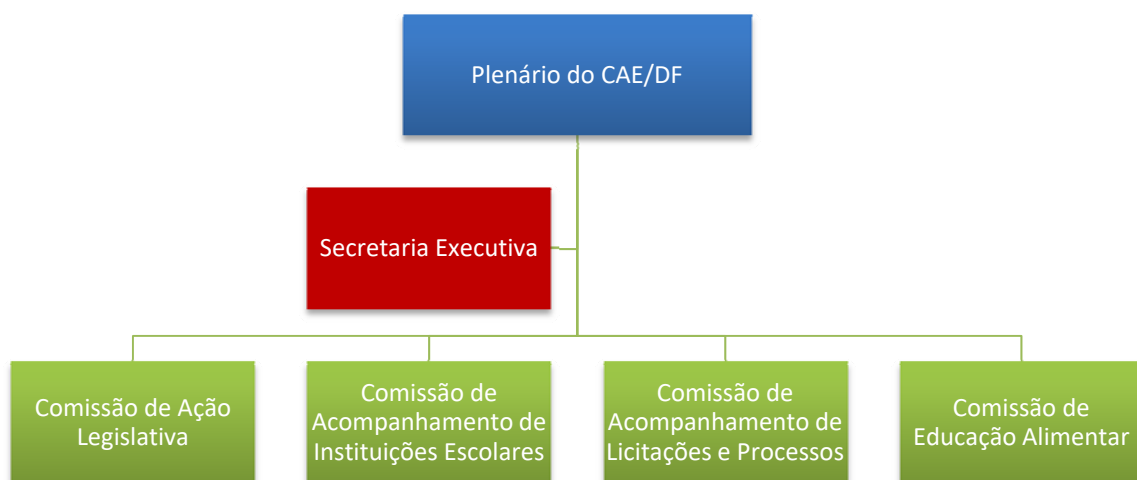 Plenário do CAE/DF
Secretaria Executiva
Comissão de Ação
Legislativa
Comissão de
Acompanhamento de
Instituições Escolares
Comissão de
Acompanhamento de
Licitações e Processos
Comissão de
Educação Alimentar